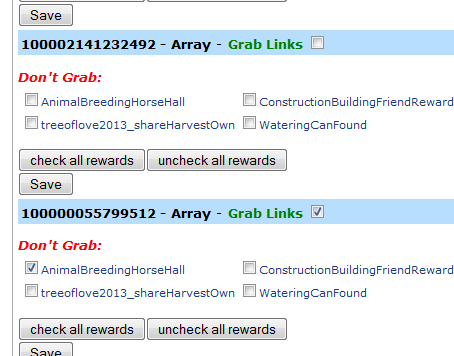 Save
100002141232492 - Array - Grab Links
Don't Grab:
AnimalBreedingHorseHall ConstructionBuildingFriendReward
treeoflove2013_shareHarvestOwn WateringCanFound
check all rewards uncheck all rewards
Save
100000055799512 - Array - Grab Links
Don't Grab:
AnimalBreedingHorseHall ConstructionBuildingFriendReward
treeoflove2013_shareHarvestOwn WateringCanFound
check all rewards uncheck all rewards
Save